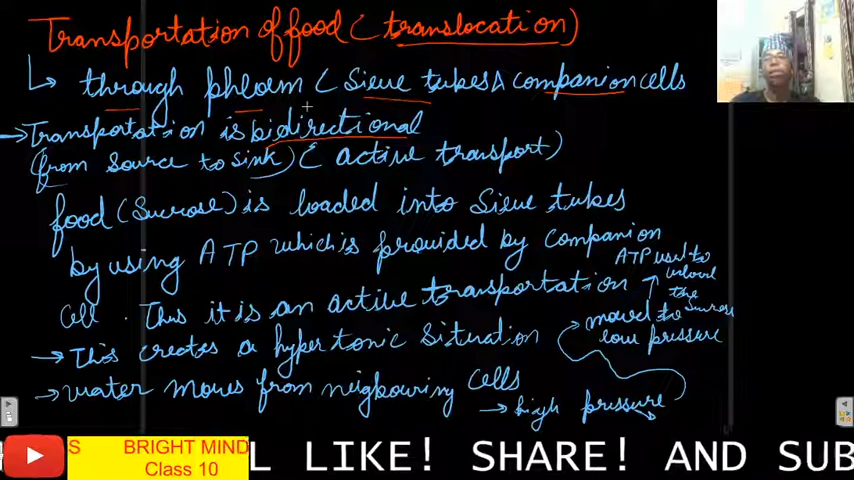 Transportation of food (translocation)
through phloem (Sieve tubes & companion cells
Transportation is bidirectional
(from source to sink) (active transport)
food (Sucrose) is loaded into Sieve tubes
by using ATP which is provided by companion
cell. Thus it is an active transportation
ATP used to
unload
the
sucrose
→ This creates a hypertonic situation
→ moved to
low pressure
→ water moves from neigbouring cells
→ high pressure
S BRIGHT MIND
Class 10
L LIKE! SHARE! AND SUB